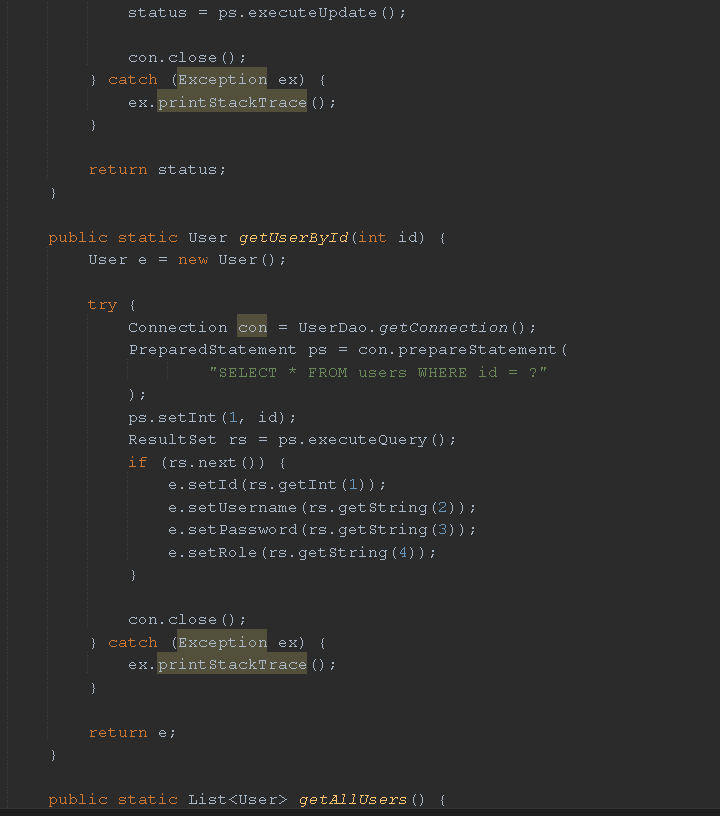 status = ps.executeUpdate();
con.close();
} catch (Exception ex) {
ex.printStackTrace();
}
return status;
}
public static User getUserById(int id) {
User e = new User();
try {
Connection con = UserDao.getConnection();
PreparedStatement ps = con.prepareStatement(
"SELECT * FROM users WHERE id = ?"
);
ps.setInt(1, id);
ResultSet rs = ps.executeQuery();
if (rs.next()) {
e.setId(rs.getInt(1));
e.setUsername(rs.getString(2));
e.setPassword(rs.getString(3));
e.setRole(rs.getString(4));
}
con.close();
} catch (Exception ex) {
ex.printStackTrace();
}
return e;
}
public static List<User> getAllUsers() {